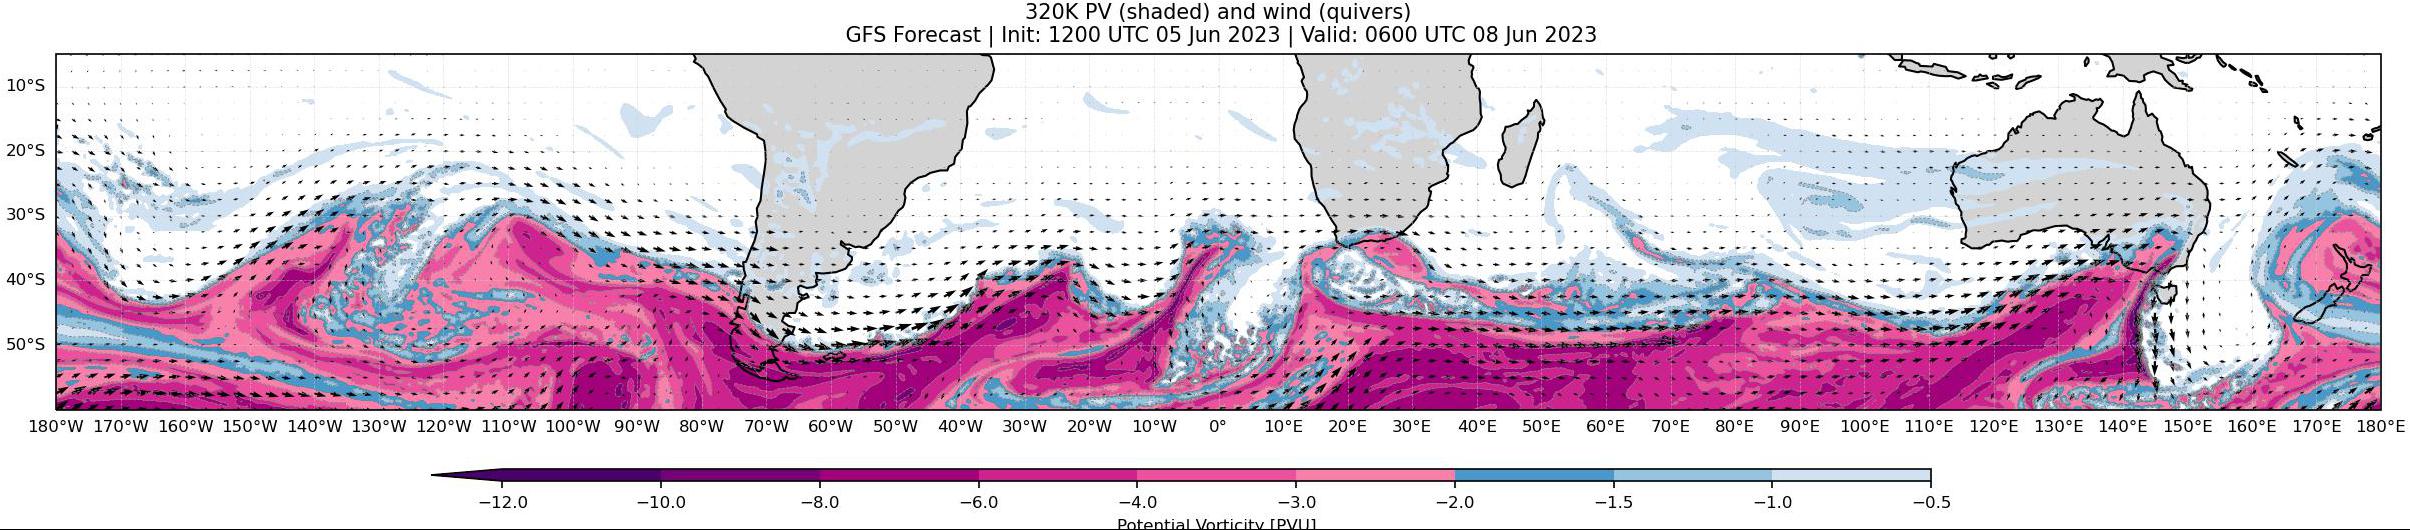 320K PV (shaded) and wind (quivers)
GFS Forecast | Init: 1200 UTC 05 Jun 2023 | Valid: 0600 UTC 08 Jun 2023
10°S
20°S
30°S
40°S
50°S
180°W 170°W 160°W 150°W 140°W 130°W 120°W 110°W 100°W 90°W 80°W 70°W 60°W 50°W 40°W 30°W 20°W 10°W 0° 10°E 20°E 30°E 40°E 50°E 60°E 70°E 80°E 90°E 100°E 110°E 120°E 130°E 140°E 150°E 160°E 170°E 180°E
−12.0 −10.0 −8.0 −6.0 −4.0 −3.0 −2.0 −1.5 −1.0 −0.5
Potential Vorticity [PVU]